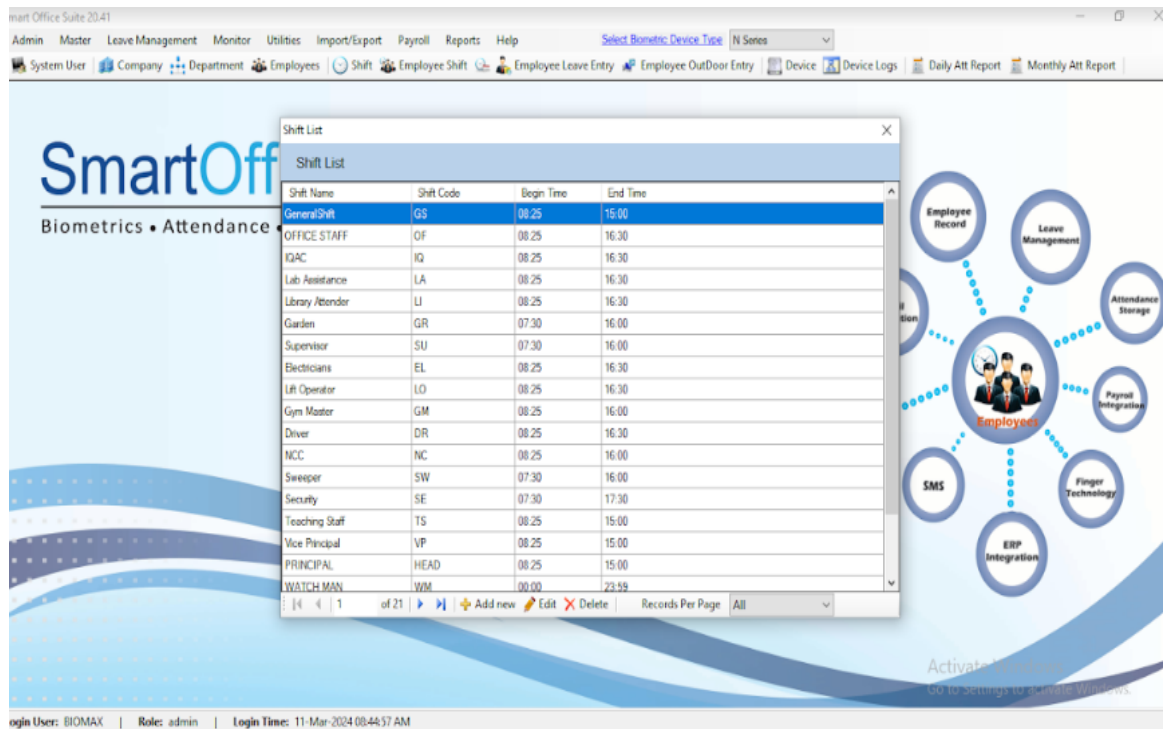 mart Office Suite 20.41
Admin Master Leave Management Monitor Utilities Import/Export Payroll Reports Help Select Biometric Device Type N Series
System User Company Department Employees Shift Employee Shift Employee Leave Entry Employee OutDoor Entry Device Device Logs Daily Att Report Monthly Att Report
SmartOff
Biometrics • Attendance •
Shift List
Shift List
Shift Name Shift Code Begin Time End Time
GeneralShift GS 08:25 15:00
OFFICE STAFF OF 08:25 16:30
IQAC IQ 08:25 16:30
Lab Assistance LA 08:25 16:30
Library Attender LI 08:25 16:30
Garden GR 07:30 16:00
Supervisor SU 07:30 16:00
Electricians EL 08:25 16:30
Lift Operator LO 08:25 16:30
Gym Master GM 08:25 16:00
Driver DR 08:25 16:30
NCC NC 08:25 16:00
Sweeper SW 07:30 16:00
Security SE 07:30 17:30
Teaching Staff TS 08:25 15:00
Vice Principal VP 08:25 15:00
PRINCIPAL HEAD 08:25 15:00
WATCH MAN WM 00:00 23:59
1 of 21 Add new Edit Delete Records Per Page All
Employee
Record
Leave
Management
Attendance
Storage
Payroll
Integration
Employees
Finger
Technology
SMS
ERP
Integration
Go to Settings to activate Windows.
ogin User: BIOMAX | Role: admin | Login Time: 11-Mar-2024 08:44:57 AM